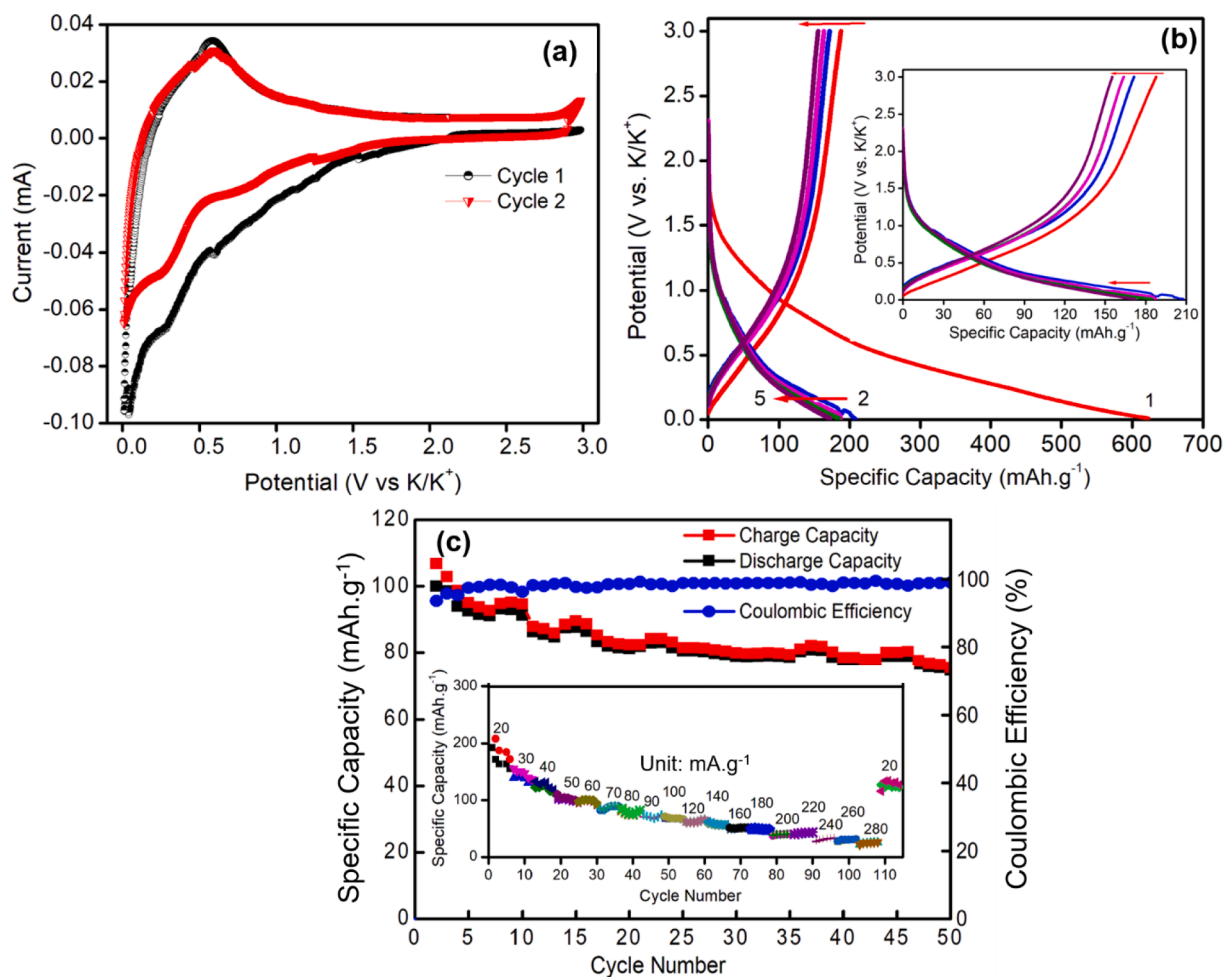 (a)
0.04
0.02
0.00
-0.02
-0.04
-0.06
-0.08
-0.10
Current (mA)
Cycle 1
Cycle 2
0.0 0.5 1.0 1.5 2.0 2.5 3.0
Potential (V vs K/K+)
(b)
3.0
2.5
2.0
1.5
1.0
0.5
0.0
Potential (V vs. K/K+)
5 2 1
0 100 200 300 400 500 600 700
Specific Capacity (mAh.g-1)
3.0
2.5
2.0
1.5
1.0
0.5
0.0
Potential (V vs. K/K+)
0 30 60 90 120 150 180 210
Specific Capacity (mAh.g-1)
(c)
120
100
80
60
40
20
0
Specific Capacity (mAh.g-1)
Charge Capacity
Discharge Capacity
Coulombic Efficiency
100
80
60
40
20
0
Coulombic Efficiency (%)
0 5 10 15 20 25 30 35 40 45 50
Cycle Number
300
200
100
0
Specific Capacity (mAh.g-1)
Unit: mA.g-1
20 30 40 50 60 70 80 90 100 120 140 160 180 200 220 240 260 280 20
0 10 20 30 40 50 60 70 80 90 100 110
Cycle Number